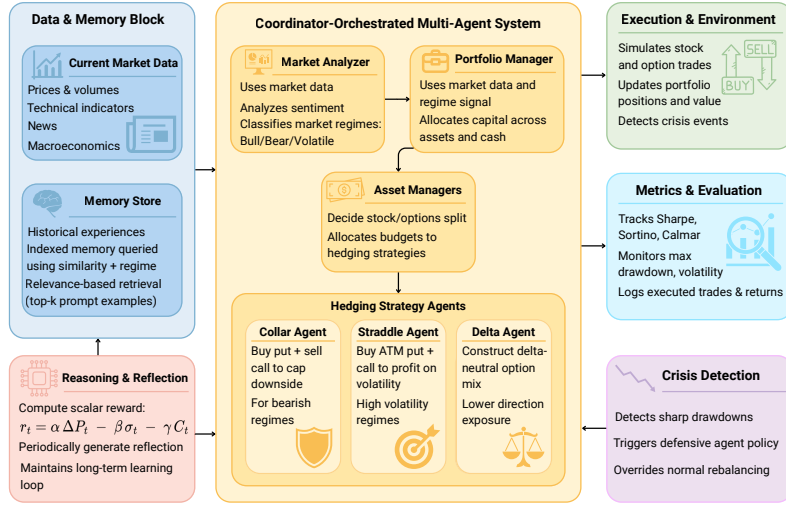 Data & Memory Block
Current Market Data
Prices & volumes
Technical indicators
News
Macroeconomics
Memory Store
Historical experiences
Indexed memory queried
using similarity + regime
Relevance-based retrieval
(top-k prompt examples)
Reasoning & Reflection
Compute scalar reward:
r_t = α ΔP_t − β σ_t − γ C_t
Periodically generate reflection
Maintains long-term learning
loop
Coordinator-Orchestrated Multi-Agent System
Market Analyzer
Uses market data
Analyzes sentiment
Classifies market regimes:
Bull/Bear/Volatile
Portfolio Manager
Uses market data and
regime signal
Allocates capital across
assets and cash
Asset Managers
Decide stock/options split
Allocates budgets to
hedging strategies
Hedging Strategy Agents
Collar Agent
Buy put + sell
call to cap
downside
For bearish
regimes
Straddle Agent
Buy ATM put +
call to profit on
volatility
High volatility
regimes
Delta Agent
Construct delta-
neutral option
mix
Lower direction
exposure
Execution & Environment
Simulates stock
and option trades
Updates portfolio
positions and value
Detects crisis events
SELL
BUY
Metrics & Evaluation
Tracks Sharpe,
Sortino, Calmar
Monitors max
drawdown, volatility
Logs executed trades & returns
Crisis Detection
Detects sharp drawdowns
Triggers defensive agent policy
Overrides normal rebalancing